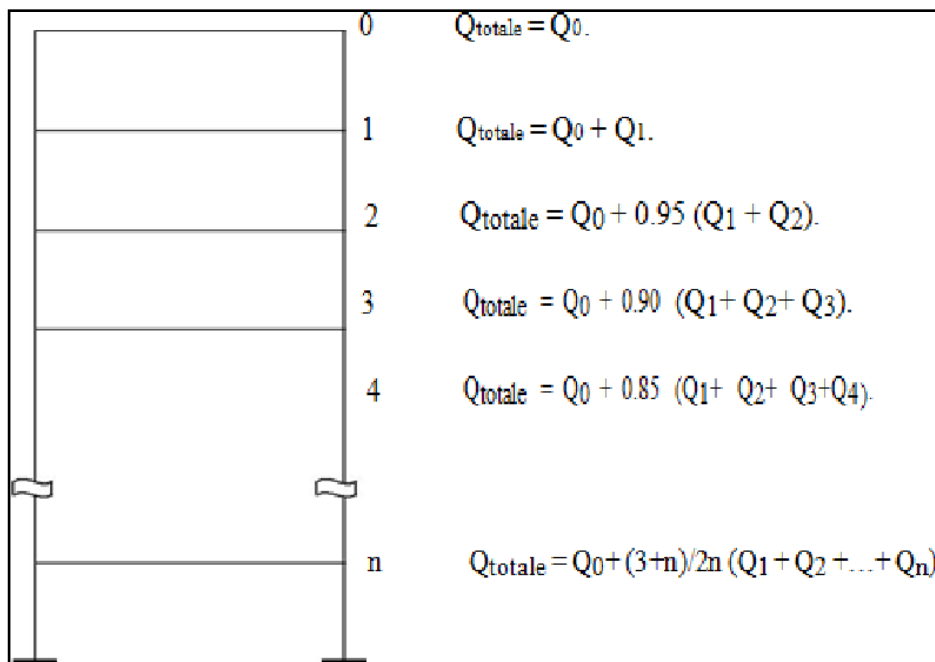 0 Qtotale = Q0.
1 Qtotale = Q0 + Q1.
2 Qtotale = Q0 + 0.95 (Q1 + Q2).
3 Qtotale = Q0 + 0.90 (Q1+ Q2+ Q3).
4 Qtotale = Q0 + 0.85 (Q1+ Q2+ Q3+Q4).
n Qtotale = Q0+ (3+n)/2n (Q1 + Q2 +...+ Qn)